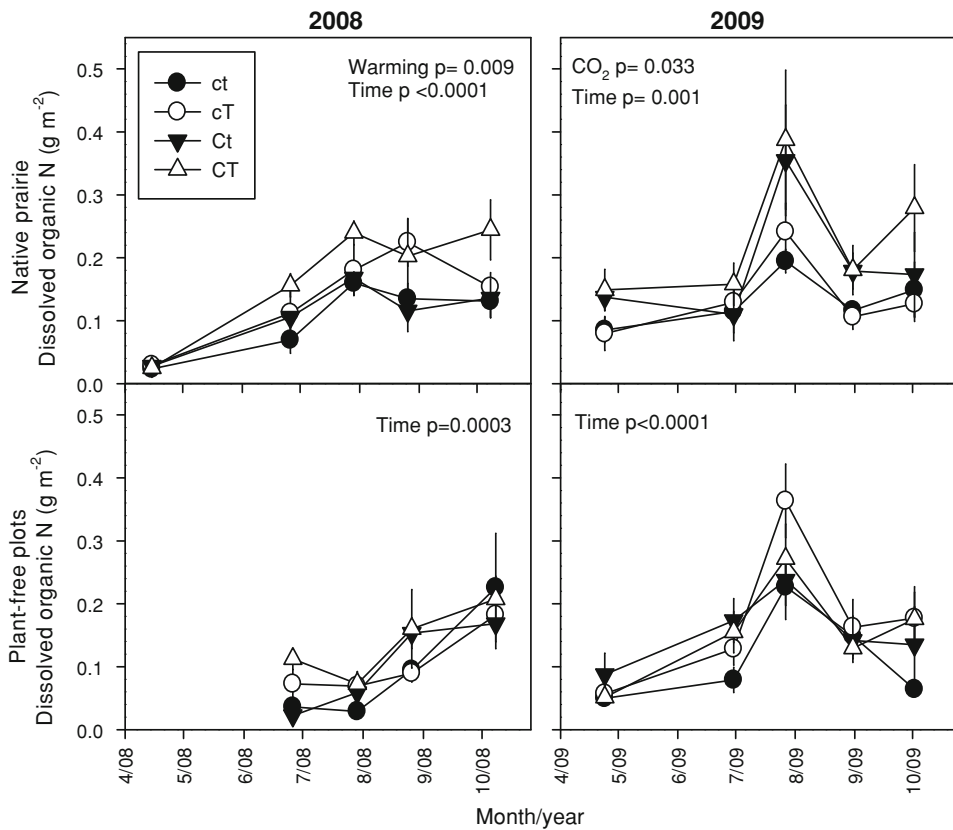 2008
2009
Native prairie
Dissolved organic N (g m⁻²)
0.5
0.4
0.3
0.2
0.1
0.0
ct
cT
Ct
CT
Warming p= 0.009
Time p <0.0001
CO₂ p= 0.033
Time p= 0.001
Plant-free plots
Dissolved organic N (g m⁻²)
0.5
0.4
0.3
0.2
0.1
0.0
Time p=0.0003
Time p<0.0001
4/08
5/08
7/08
8/08
9/08
10/08
4/09
5/09
7/09
8/09
9/09
10/09
Month/year